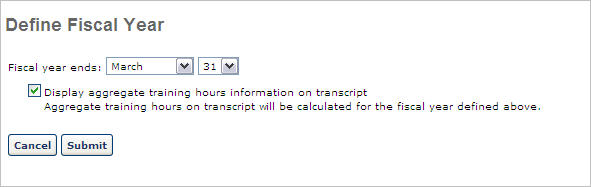 Define Fiscal Year
Fiscal year ends: March 31
Display aggregate training hours information on transcript
Aggregate training hours on transcript will be calculated for the fiscal year defined above.
Cancel Submit